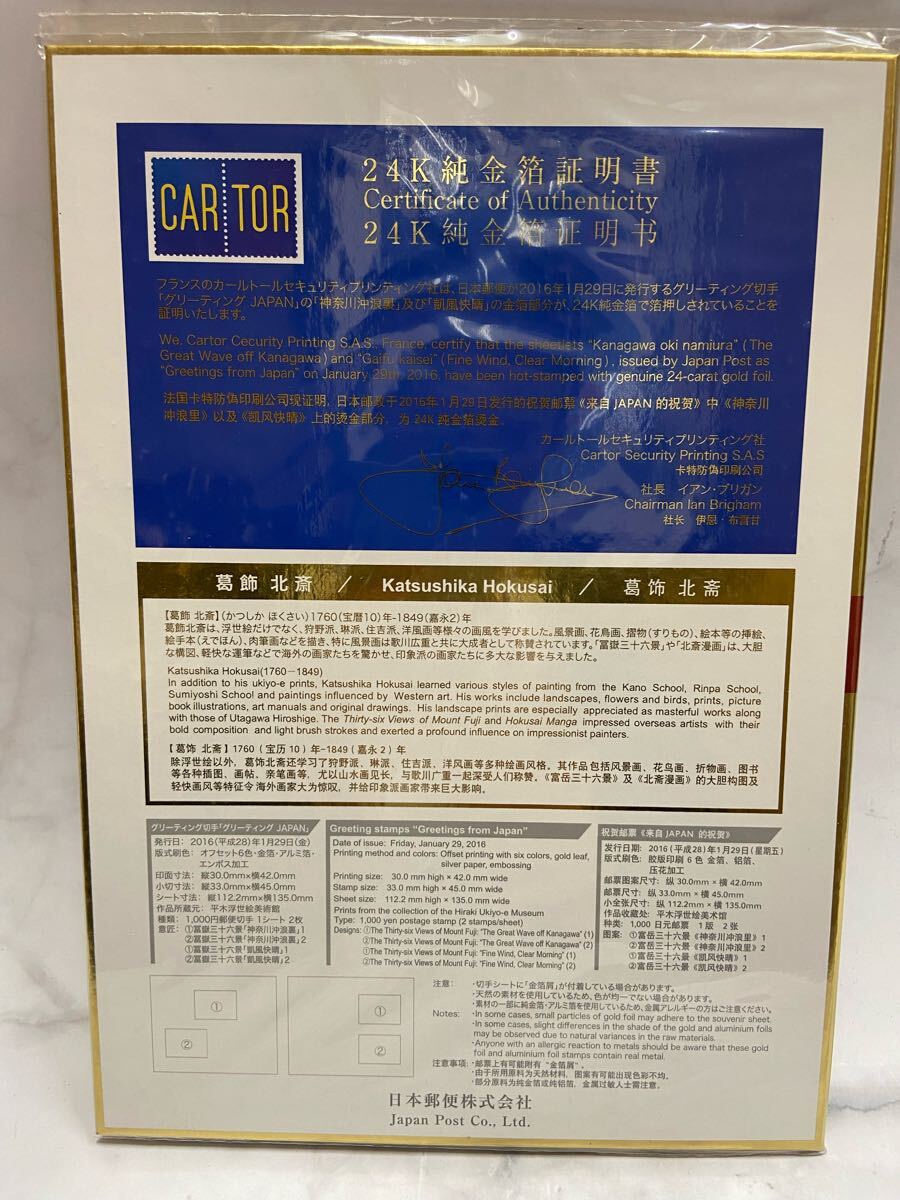 CARTOR
24K純金箔証明書
Certificate of Authenticity
24K純金箔证明书
フランスのカールトールセキュリティプリンティング社は、日本郵便が2016年1月29日に発行するグリーティング切手
「グリーティング JAPAN」の「神奈川沖浪裏」及び「凱風快晴」の金箔部分が、24K純金箔で箔押しされていることを
証明いたします。
We, Cartor Cecurity Printing S.A.S., France, certify that the sheetlets "Kanagawa oki namiura" (The
Great Wave off Kanagawa) and "Gaifu kaisei" (Fine Wind, Clear Morning), issued by Japan Post as
"Greetings from Japan" on January 29th, 2016, have been hot-stamped with genuine 24-carat gold foil.
法国卡特防偽印刷公司现证明，日本邮政于2016年1月29日发行的祝贺邮票《来自JAPAN的祝贺》中《神奈川
冲浪里》以及《凯风快晴》上的烫金部分，为 24K 纯金箔烫金。
カールトールセキュリティプリンティング社
Cartor Security Printing S.A.S
卡特防偽印刷公司
社長 イアン・ブリガン
Chairman Ian Brigham
社长 伊恩・布晋甘
葛飾 北斎 / Katsushika Hokusai / 葛饰 北斋
【葛飾 北斎】(かつしか ほくさい)1760(宝暦10)年-1849(嘉永2)年
葛飾北斎は、浮世絵だけでなく、狩野派、琳派、住吉派、洋風画等様々の画風を学びました。風景画、花鳥画、摺物(すりもの)、絵本等の挿絵、
絵手本(えでほん)、肉筆画などを描き、特に風景画は歌川広重と共に大成者として称賛されています。「冨嶽三十六景」や「北斎漫画」は、大胆
な構図、軽快な運筆などで海外の画家たちを驚かせ、印象派の画家たちに多大な影響を与えました。
Katsushika Hokusai(1760－1849)
In addition to his ukiyo-e prints, Katsushika Hokusai learned various styles of painting from the Kano School, Rinpa School,
Sumiyoshi School and paintings influenced by Western art. His works include landscapes, flowers and birds, prints, picture
book illustrations, art manuals and original drawings. His landscape prints are especially appreciated as masterful works along
with those of Utagawa Hiroshige. The Thirty-six Views of Mount Fuji and Hokusai Manga impressed overseas artists with their
bold composition and light brush strokes and exerted a profound influence on impressionist painters.
【葛饰 北斋】1760（宝历 10）年-1849（嘉永 2）年
除浮世绘以外，葛饰北斋还学习了狩野派、琳派、住吉派、洋风画等多种绘画风格。其作品包括风景画、花鸟画、折物画、图书
等各种插图、画帖、亲笔画等，尤以山水画见长，与歌川广重一起深受人们称赞。《富岳三十六景》及《北斋漫画》的大胆构图及
轻快画风等特征令海外画家大为惊叹，并给印象派画家带来巨大影响。
グリーティング切手「グリーティング JAPAN」
発行日： 2016(平成28)年1月29日(金)
版式刷色： オフセット6色・金箔・アルミ箔・
エンボス加工
印面寸法： 縦30.0mm×横42.0mm
小切寸法： 縦33.0mm×横45.0mm
シート寸法： 縦112.2mm×横135.0mm
作品所蔵元： 平木浮世絵美術館
種類： 1,000円郵便切手 1シート 2枚
意匠： ①冨嶽三十六景「神奈川沖浪裏」1
②冨嶽三十六景「神奈川沖浪裏」2
①冨嶽三十六景「凱風快晴」1
②冨嶽三十六景「凱風快晴」2
Greeting stamps "Greetings from Japan"
Date of issue: Friday, January 29, 2016
Printing method and colors: Offset printing with six colors, gold leaf,
silver paper, embossing
Printing size: 30.0 mm high × 42.0 mm wide
Stamp size: 33.0 mm high × 45.0 mm wide
Sheet size: 112.2 mm high × 135.0 mm wide
Prints from the collection of the Hiraki Ukiyo-e Museum
Type: 1,000 yen postage stamp (2 stamps/sheet)
Designs: ①The Thirty-six Views of Mount Fuji: "The Great Wave off Kanagawa" (1)
②The Thirty-six Views of Mount Fuji: "The Great Wave off Kanagawa" (2)
①The Thirty-six Views of Mount Fuji: "Fine Wind, Clear Morning" (1)
②The Thirty-six Views of Mount Fuji: "Fine Wind, Clear Morning" (2)
祝贺邮票《来自JAPAN 的祝贺》
发行日期: 2016 (平成28)年1月29日(星期五)
版式刷色: 胶版印刷 6 色 金箔、铝箔、
压花加工
邮票图案尺寸: 纵 30.0mm × 横 42.0mm
邮票尺寸: 纵 33.0mm × 横 45.0mm
小全张尺寸: 纵 112.2mm × 横 135.0mm
作品收藏处: 平木浮世绘美术馆
种类: 1,000 日元邮票 1版 2张
图案: ①富岳三十六景《神奈川冲浪里》1
②富岳三十六景《神奈川冲浪里》2
①富岳三十六景《凯风快晴》1
②富岳三十六景《凯风快晴》2
①
②
①
②
注意： ・切手シートに「金箔屑」が付着している場合があります。
・天然の素材を使用しているため、色が均一でない場合があります。
・素材の一部に純金箔・アルミ箔を使用しているため、金属アレルギーの方はご注意ください。
Notes: ・In some cases, small particles of gold foil may adhere to the souvenir sheet.
・In some cases, slight differences in the shade of the gold and aluminium foils
may be observed due to natural variances in the raw materials.
・Anyone with an allergic reaction to metals should be aware that these gold
foil and aluminium foil stamps contain real metal.
注意事项: ・邮票上有可能附有 "金箔屑"。
・由于所用原料为天然材料，图案有可能出现色彩不均。
・部分原料为纯金箔或纯铝箔，金属过敏人士需注意。
日本郵便株式会社
Japan Post Co., Ltd.